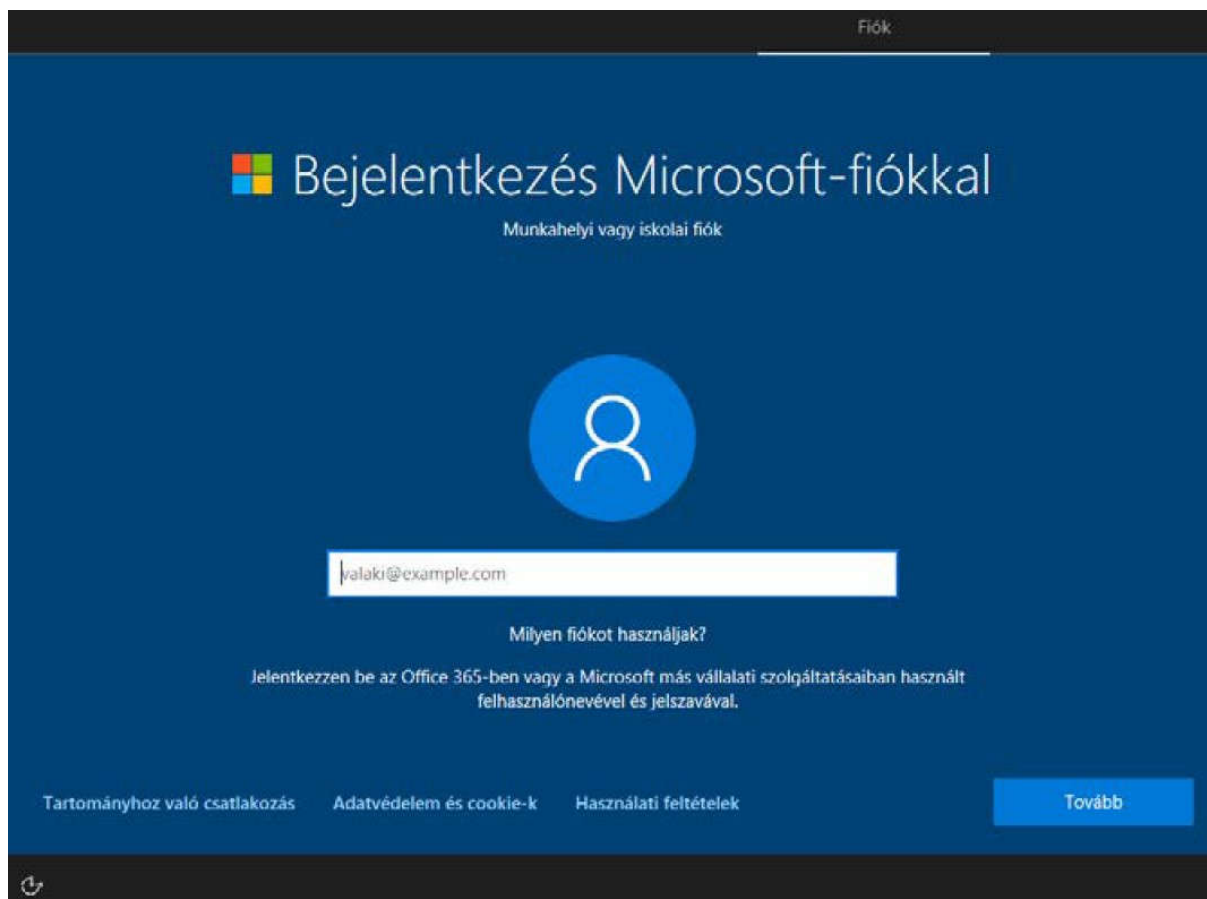 Fiók
Bejelentkezés Microsoft-fiókkal
Munkahelyi vagy iskolai fiók
valaki@example.com
Milyen fiókot használjak?
Jelentkezzen be az Office 365-ben vagy a Microsoft más vállalati szolgáltatásaiban használt
felhasználónevével és jelszavával.
Tartományhoz való csatlakozás Adatvédelem és cookie-k Használati feltételek Tovább